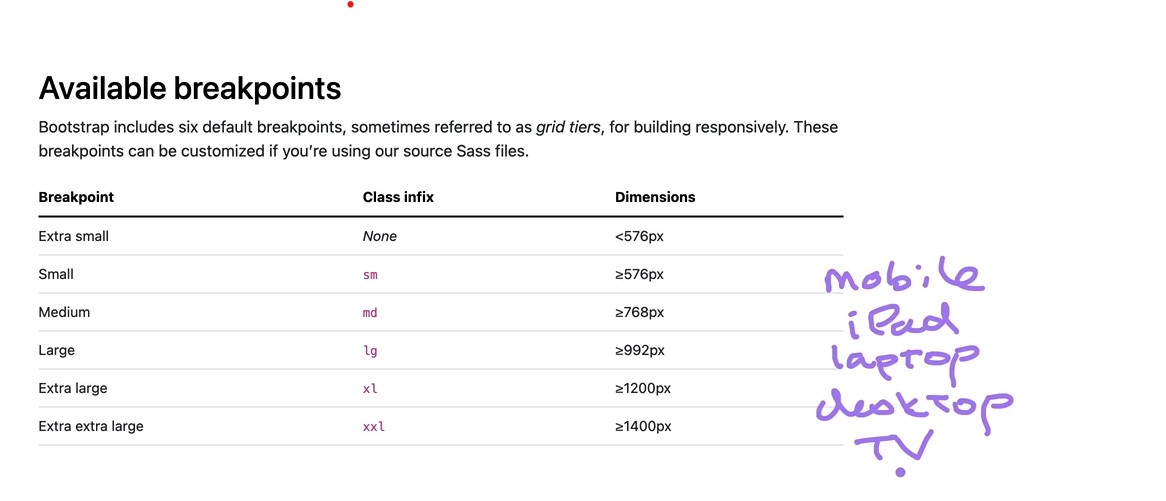 Available breakpoints
Bootstrap includes six default breakpoints, sometimes referred to as grid tiers, for building responsively. These
breakpoints can be customized if you’re using our source Sass files.
Breakpoint Class infix Dimensions
Extra small None <576px
Small sm ≥576px mobile
Medium md ≥768px iPad
Large lg ≥992px laptop
Extra large xl ≥1200px desktop
Extra extra large xxl ≥1400px TV